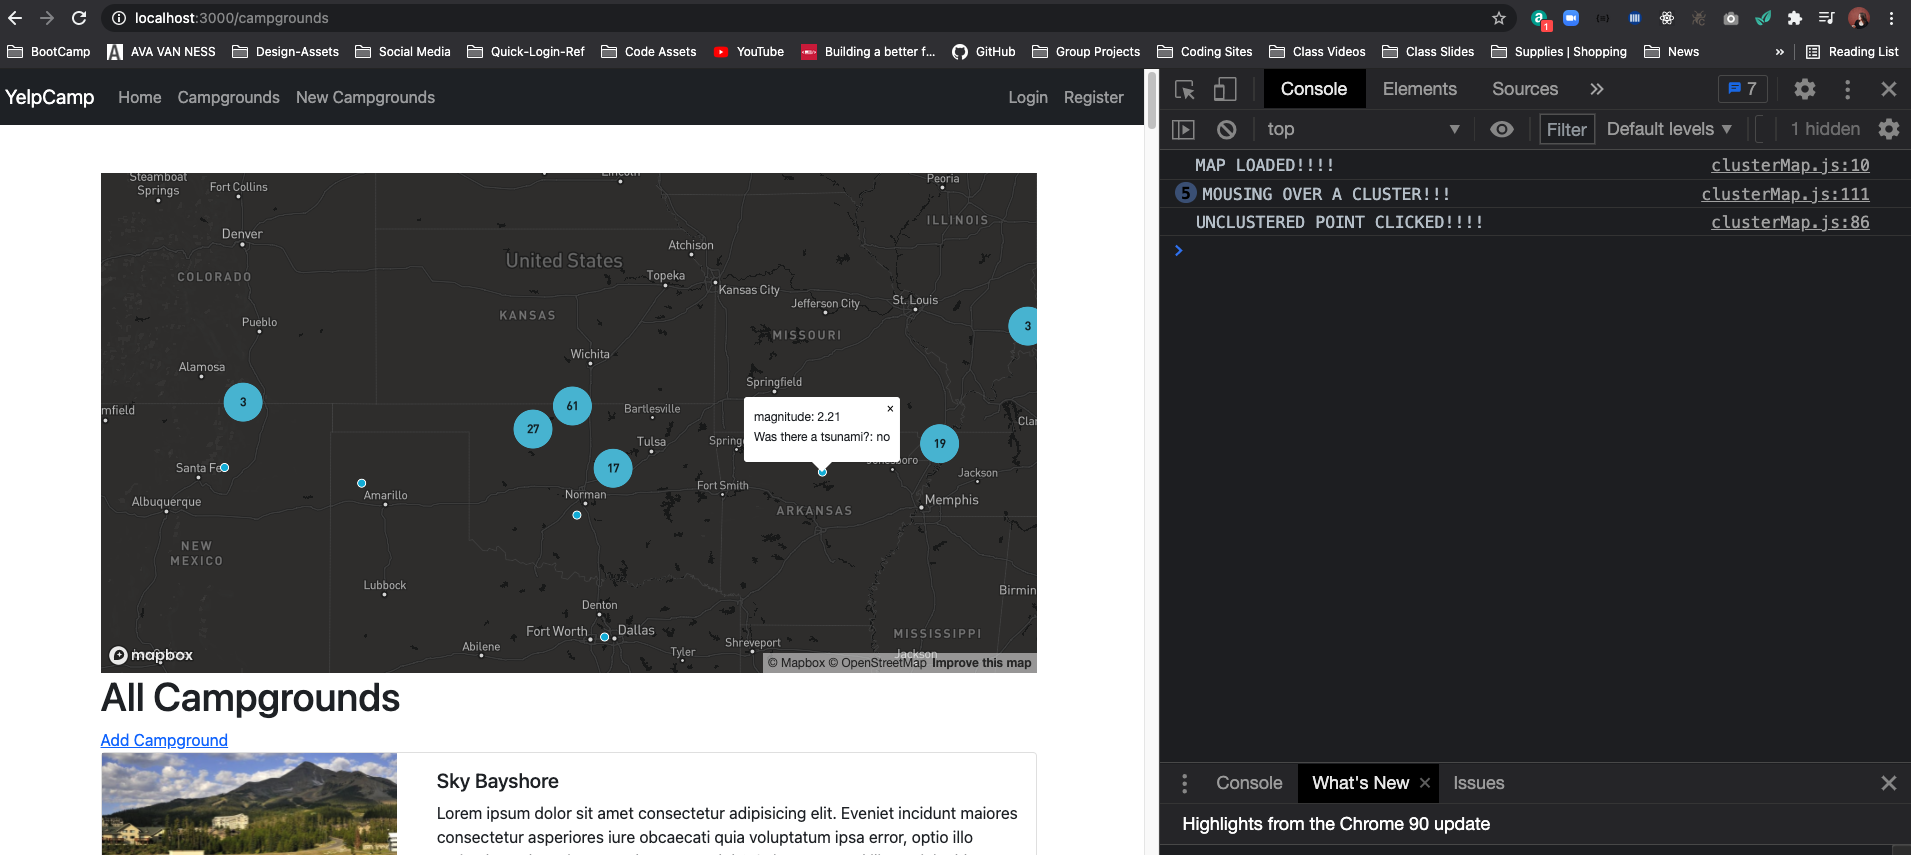 localhost:3000/campgrounds
1
BootCamp
AVA VAN NESS
Design-Assets
Social Media
Quick-Login-Ref
Code Assets
YouTube
Building a better f...
GitHub
Group Projects
Coding Sites
Class Videos
Class Slides
Supplies | Shopping
News
»
Reading List
YelpCamp
Home
Campgrounds
New Campgrounds
Login
Register
Steamboat
Springs
Fort Collins
Lincoln
Peoria
ILLINOIS
Denver
Atchison
United States
COLORADO
Topeka
Kansas City
Jefferson City
St. Louis
KANSAS
Pueblo
MISSOURI
3
Wichita
Alamosa
Springfield
mfield
3
61
Bartlesville
magnitude: 2.21
×
Was there a tsunami?: no
Cla
27
Tulsa
Springd
19
17
Jonesboro
Santa Fe
Jackson
Amarillo
Norman
Fort Smith
Albuquerque
Memphis
ARKANSAS
NEW
MEXICO
Lubbock
Birmin
Denton
Fort Worth
Dallas
MISSISSIPPI
Abilene
Tyler
Shreveport
Jackson
mapbox
© Mapbox © OpenStreetMap Improve this map
All Campgrounds
Add Campground
Sky Bayshore
Lorem ipsum dolor sit amet consectetur adipisicing elit. Eveniet incidunt maiores
consectetur asperiores iure obcaecati quia voluptatum ipsa error, optio illo
Console
Elements
Sources
»
7
top
Filter
Default levels
1 hidden
MAP LOADED!!!!
clusterMap.js:10
5 MOUSING OVER A CLUSTER!!!
clusterMap.js:111
UNCLUSTERED POINT CLICKED!!!!
clusterMap.js:86
Console
What's New
Issues
Highlights from the Chrome 90 update